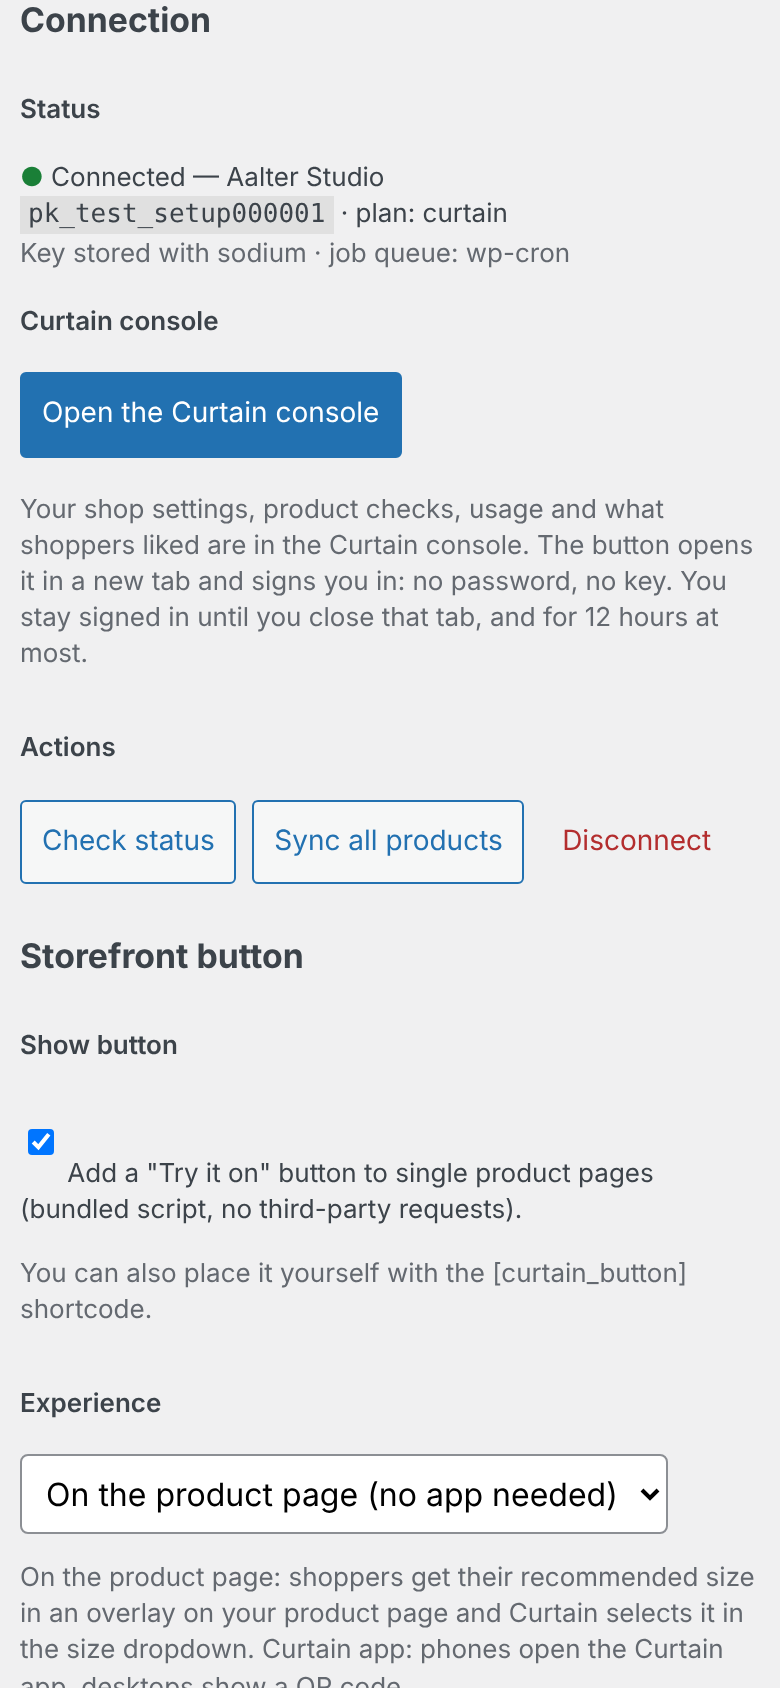 Connection
Status
Connected — Aalter Studio
pk_test_setup000001 · plan: curtain
Key stored with sodium · job queue: wp-cron
Curtain console
Open the Curtain console
Your shop settings, product checks, usage and what
shoppers liked are in the Curtain console. The button opens
it in a new tab and signs you in: no password, no key. You
stay signed in until you close that tab, and for 12 hours at
most.
Actions
Check status Sync all products Disconnect
Storefront button
Show button
Add a "Try it on" button to single product pages
(bundled script, no third-party requests).
You can also place it yourself with the [curtain_button]
shortcode.
Experience
On the product page (no app needed)
On the product page: shoppers get their recommended size
in an overlay on your product page and Curtain selects it in
the size dropdown. Curtain app: phones open the Curtain
app, desktops show a QR code.